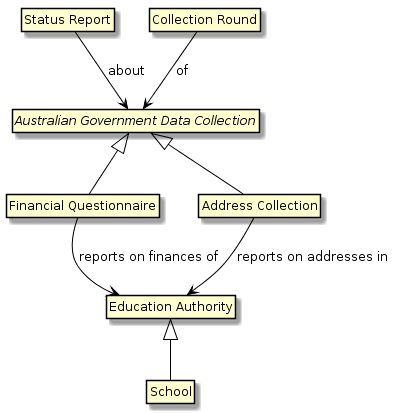 Status Report
Collection Round
about
of
Australian Government Data Collection
Financial Questionnaire
Address Collection
reports on finances of
reports on addresses in
Education Authority
School